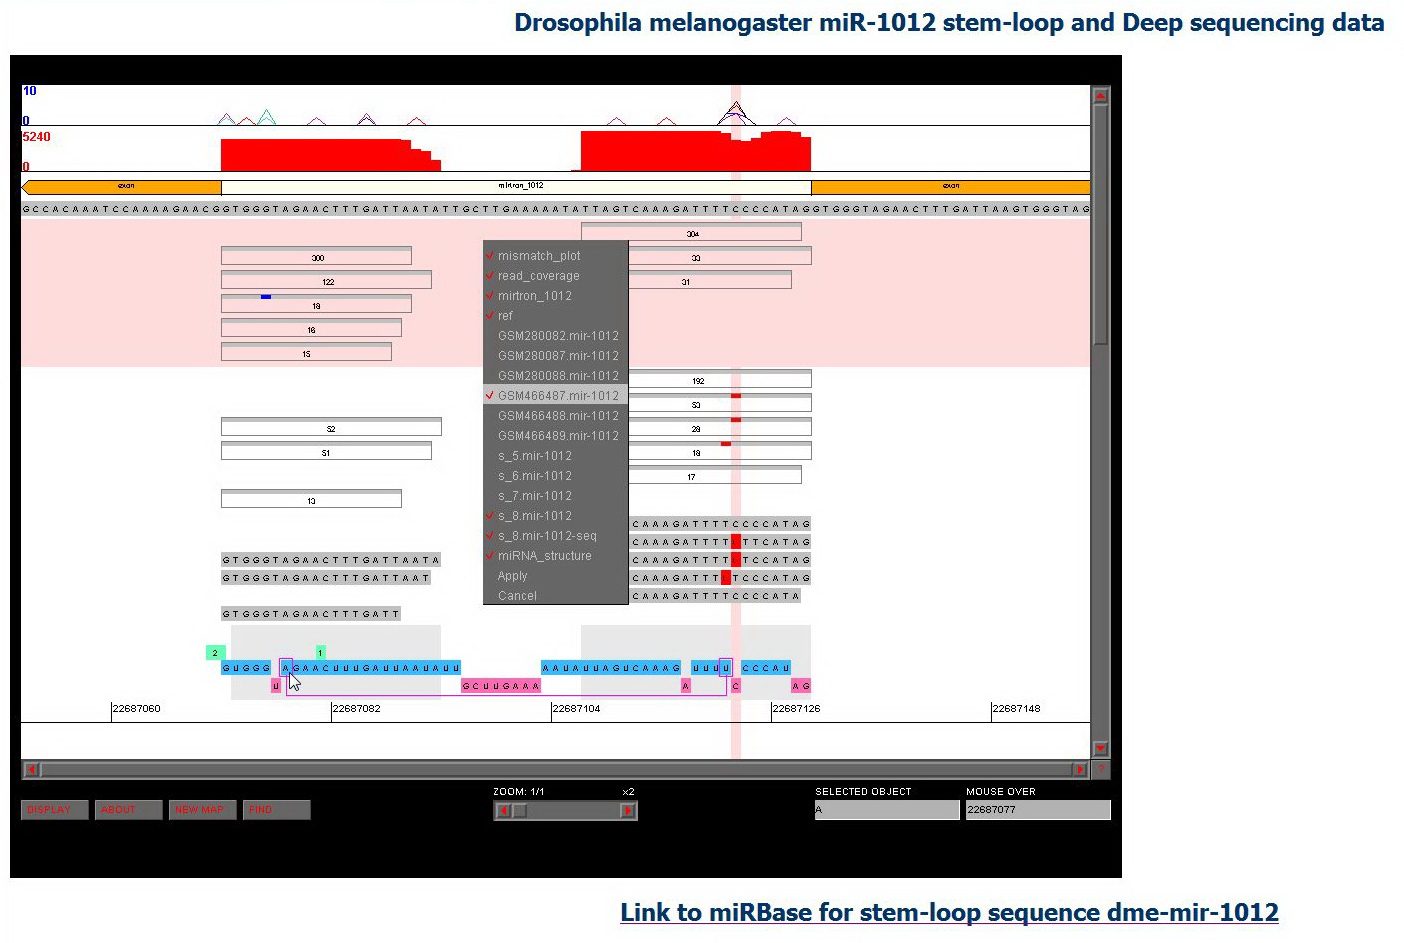 Drosophila melanogaster miR-1012 stem-loop and Deep sequencing data
10
0
5240
0
exon mirtron_1012 exon
GCCACAAATCCAAAAGAACGGTGGGTAGAACTTTGATTAATATTGCTTGAAAAATATTAGTCAAAGATTTTCCCCATAGGTGGGTAGAACTTTGATTAAGTGGGTAG
304
300 33
122 31
18
16
15
mismatch_plot
read_coverage
mirtron_1012
ref
GSM280082.mir-1012
GSM280087.mir-1012
GSM280088.mir-1012
GSM466487.mir-1012
GSM466488.mir-1012
GSM466489.mir-1012
s_5.mir-1012
s_6.mir-1012
s_7.mir-1012
s_8.mir-1012
s_8.mir-1012-seq
miRNA_structure
Apply
Cancel
192
53
52 28
51 18
17
13
CAAAGATTTTCCCCATAG
CAAAGATTTT TTCATAG
GTGGGTAGAACTTTGATTAATA CAAAGATTTT TCCATAG
GTGGGTAGAACTTTGATTAAT CAAAGATTT TCCCATAG
CAAAGATTTTCCCCATA
GTGGGTAGAACTTTGATT
2 1
GUGGG AGAACUUUGAUUAAUAUU AAUAUUAGUCAAAG UUUU CCCAU
U GCUUGAAA A C AG
22687060 22687082 22687104 22687126 22687148
?
ZOOM: 1/1 x2 SELECTED OBJECT MOUSE OVER
DISPLAY ABOUT NEW MAP FIND A 22687077
Link to miRBase for stem-loop sequence dme-mir-1012